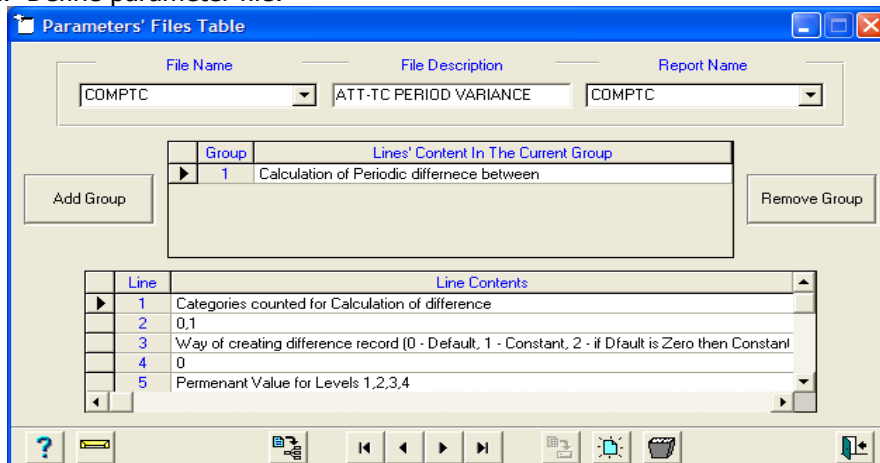 Parameters' Files Table
File Name File Description Report Name
COMPTC ATT-TC PERIOD VARIANCE COMPTC
Group Lines' Content In The Current Group
1 Calculation of Periodic differnece between
Add Group
Remove Group
Line Line Contents
1 Categories counted for Calculation of difference
2 0,1
3 Way of creating difference record (0 - Default, 1 - Constant, 2 - if Dfault is Zero then Constant
4 0
5 Permenant Value for Levels 1,2,3,4
?